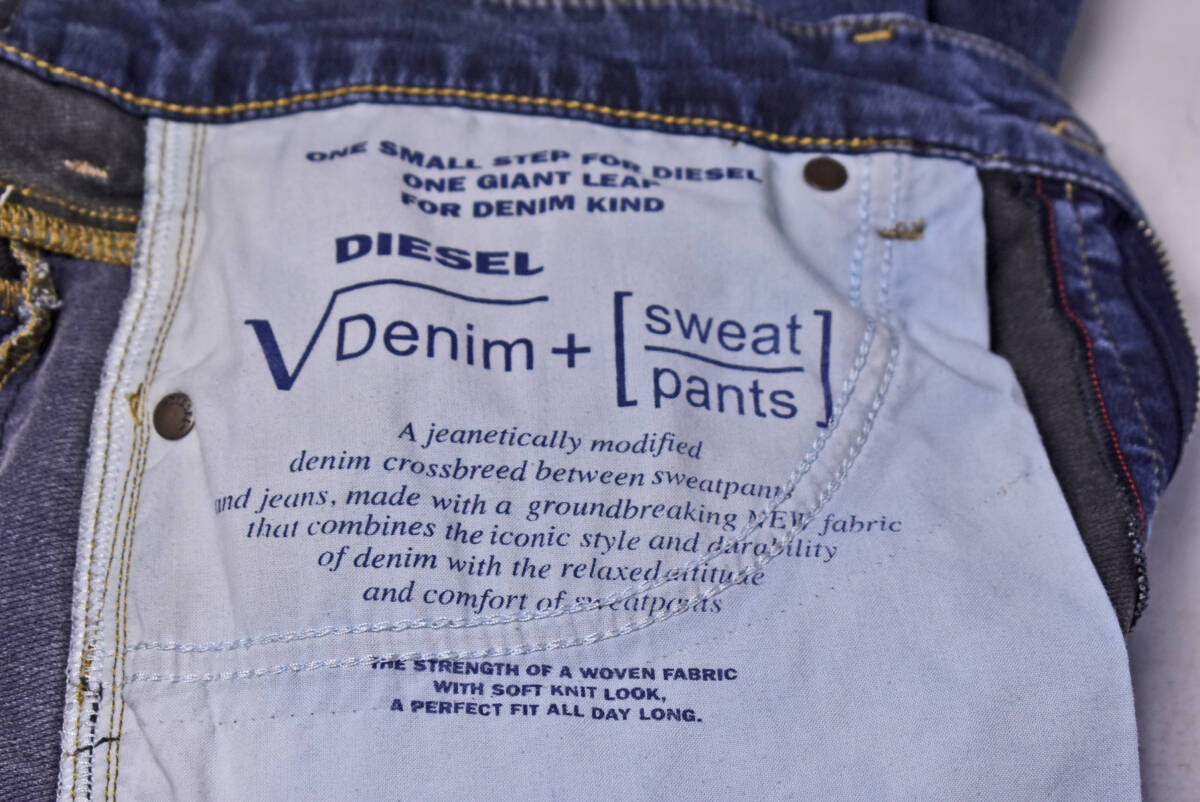 ONE SMALL STEP FOR DIESEL
ONE GIANT LEAP
FOR DENIM KIND
DIESEL
√Denim + [sweat
pants]
A jeanetically modified
denim crossbreed between sweatpants
and jeans, made with a groundbreaking NEW fabric
that combines the iconic style and durability
of denim with the relaxed attitude
and comfort of sweatpants
THE STRENGTH OF A WOVEN FABRIC
WITH SOFT KNIT LOOK,
A PERFECT FIT ALL DAY LONG.